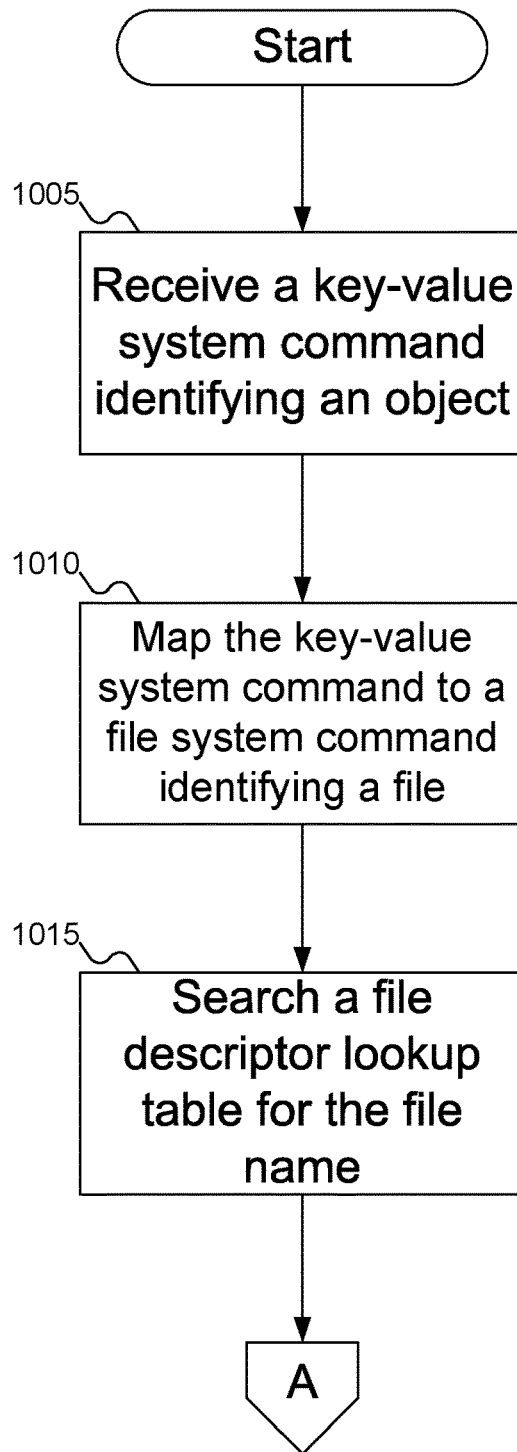 Start
1005
Receive a key-value
system command
identifying an object
1010
Map the key-value
system command to a
file system command
identifying a file
1015
Search a file
descriptor lookup
table for the file
name
A